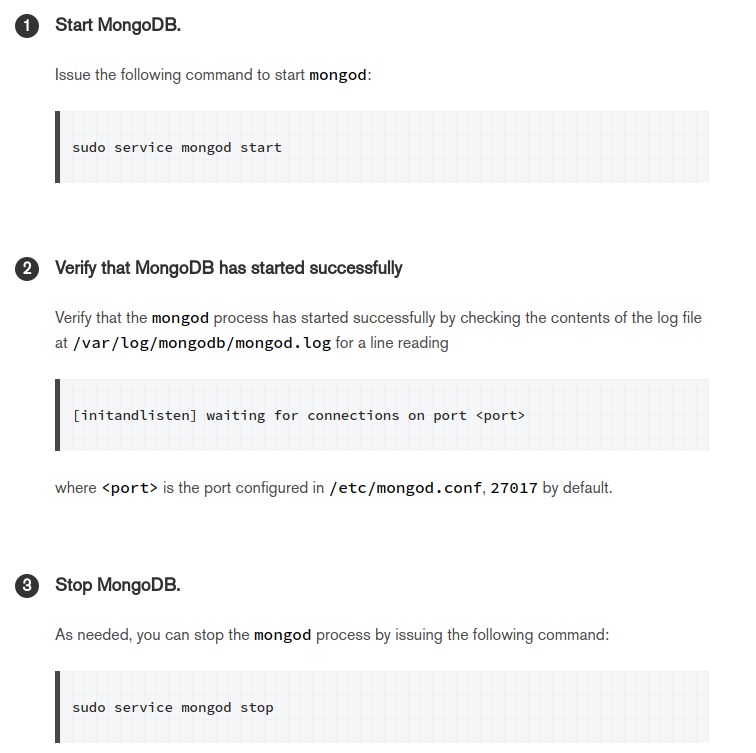 1 Start MongoDB.
Issue the following command to start mongod:
sudo service mongod start
2 Verify that MongoDB has started successfully
Verify that the mongod process has started successfully by checking the contents of the log file
at /var/log/mongodb/mongod.log for a line reading
[initandlisten] waiting for connections on port <port>
where <port> is the port configured in /etc/mongod.conf, 27017 by default.
3 Stop MongoDB.
As needed, you can stop the mongod process by issuing the following command:
sudo service mongod stop